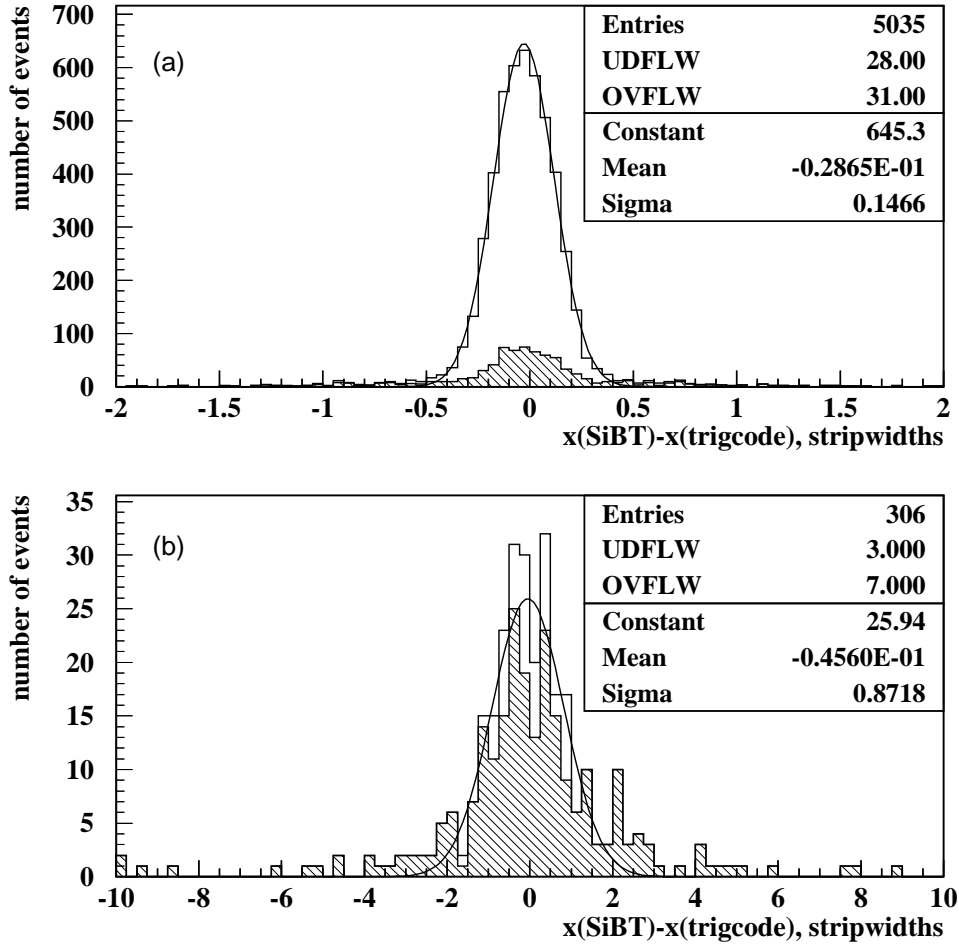 number of events
700
600
500
400
300
200
100
0
(a)
Entries 5035
UDFLW 28.00
OVFLW 31.00
Constant 645.3
Mean -0.2865E-01
Sigma 0.1466
-2 -1.5 -1 -0.5 0 0.5 1 1.5 2
x(SiBT)-x(trigcode), stripwidths
number of events
35
30
25
20
15
10
5
0
(b)
Entries 306
UDFLW 3.000
OVFLW 7.000
Constant 25.94
Mean -0.4560E-01
Sigma 0.8718
-10 -8 -6 -4 -2 0 2 4 6 8 10
x(SiBT)-x(trigcode), stripwidths